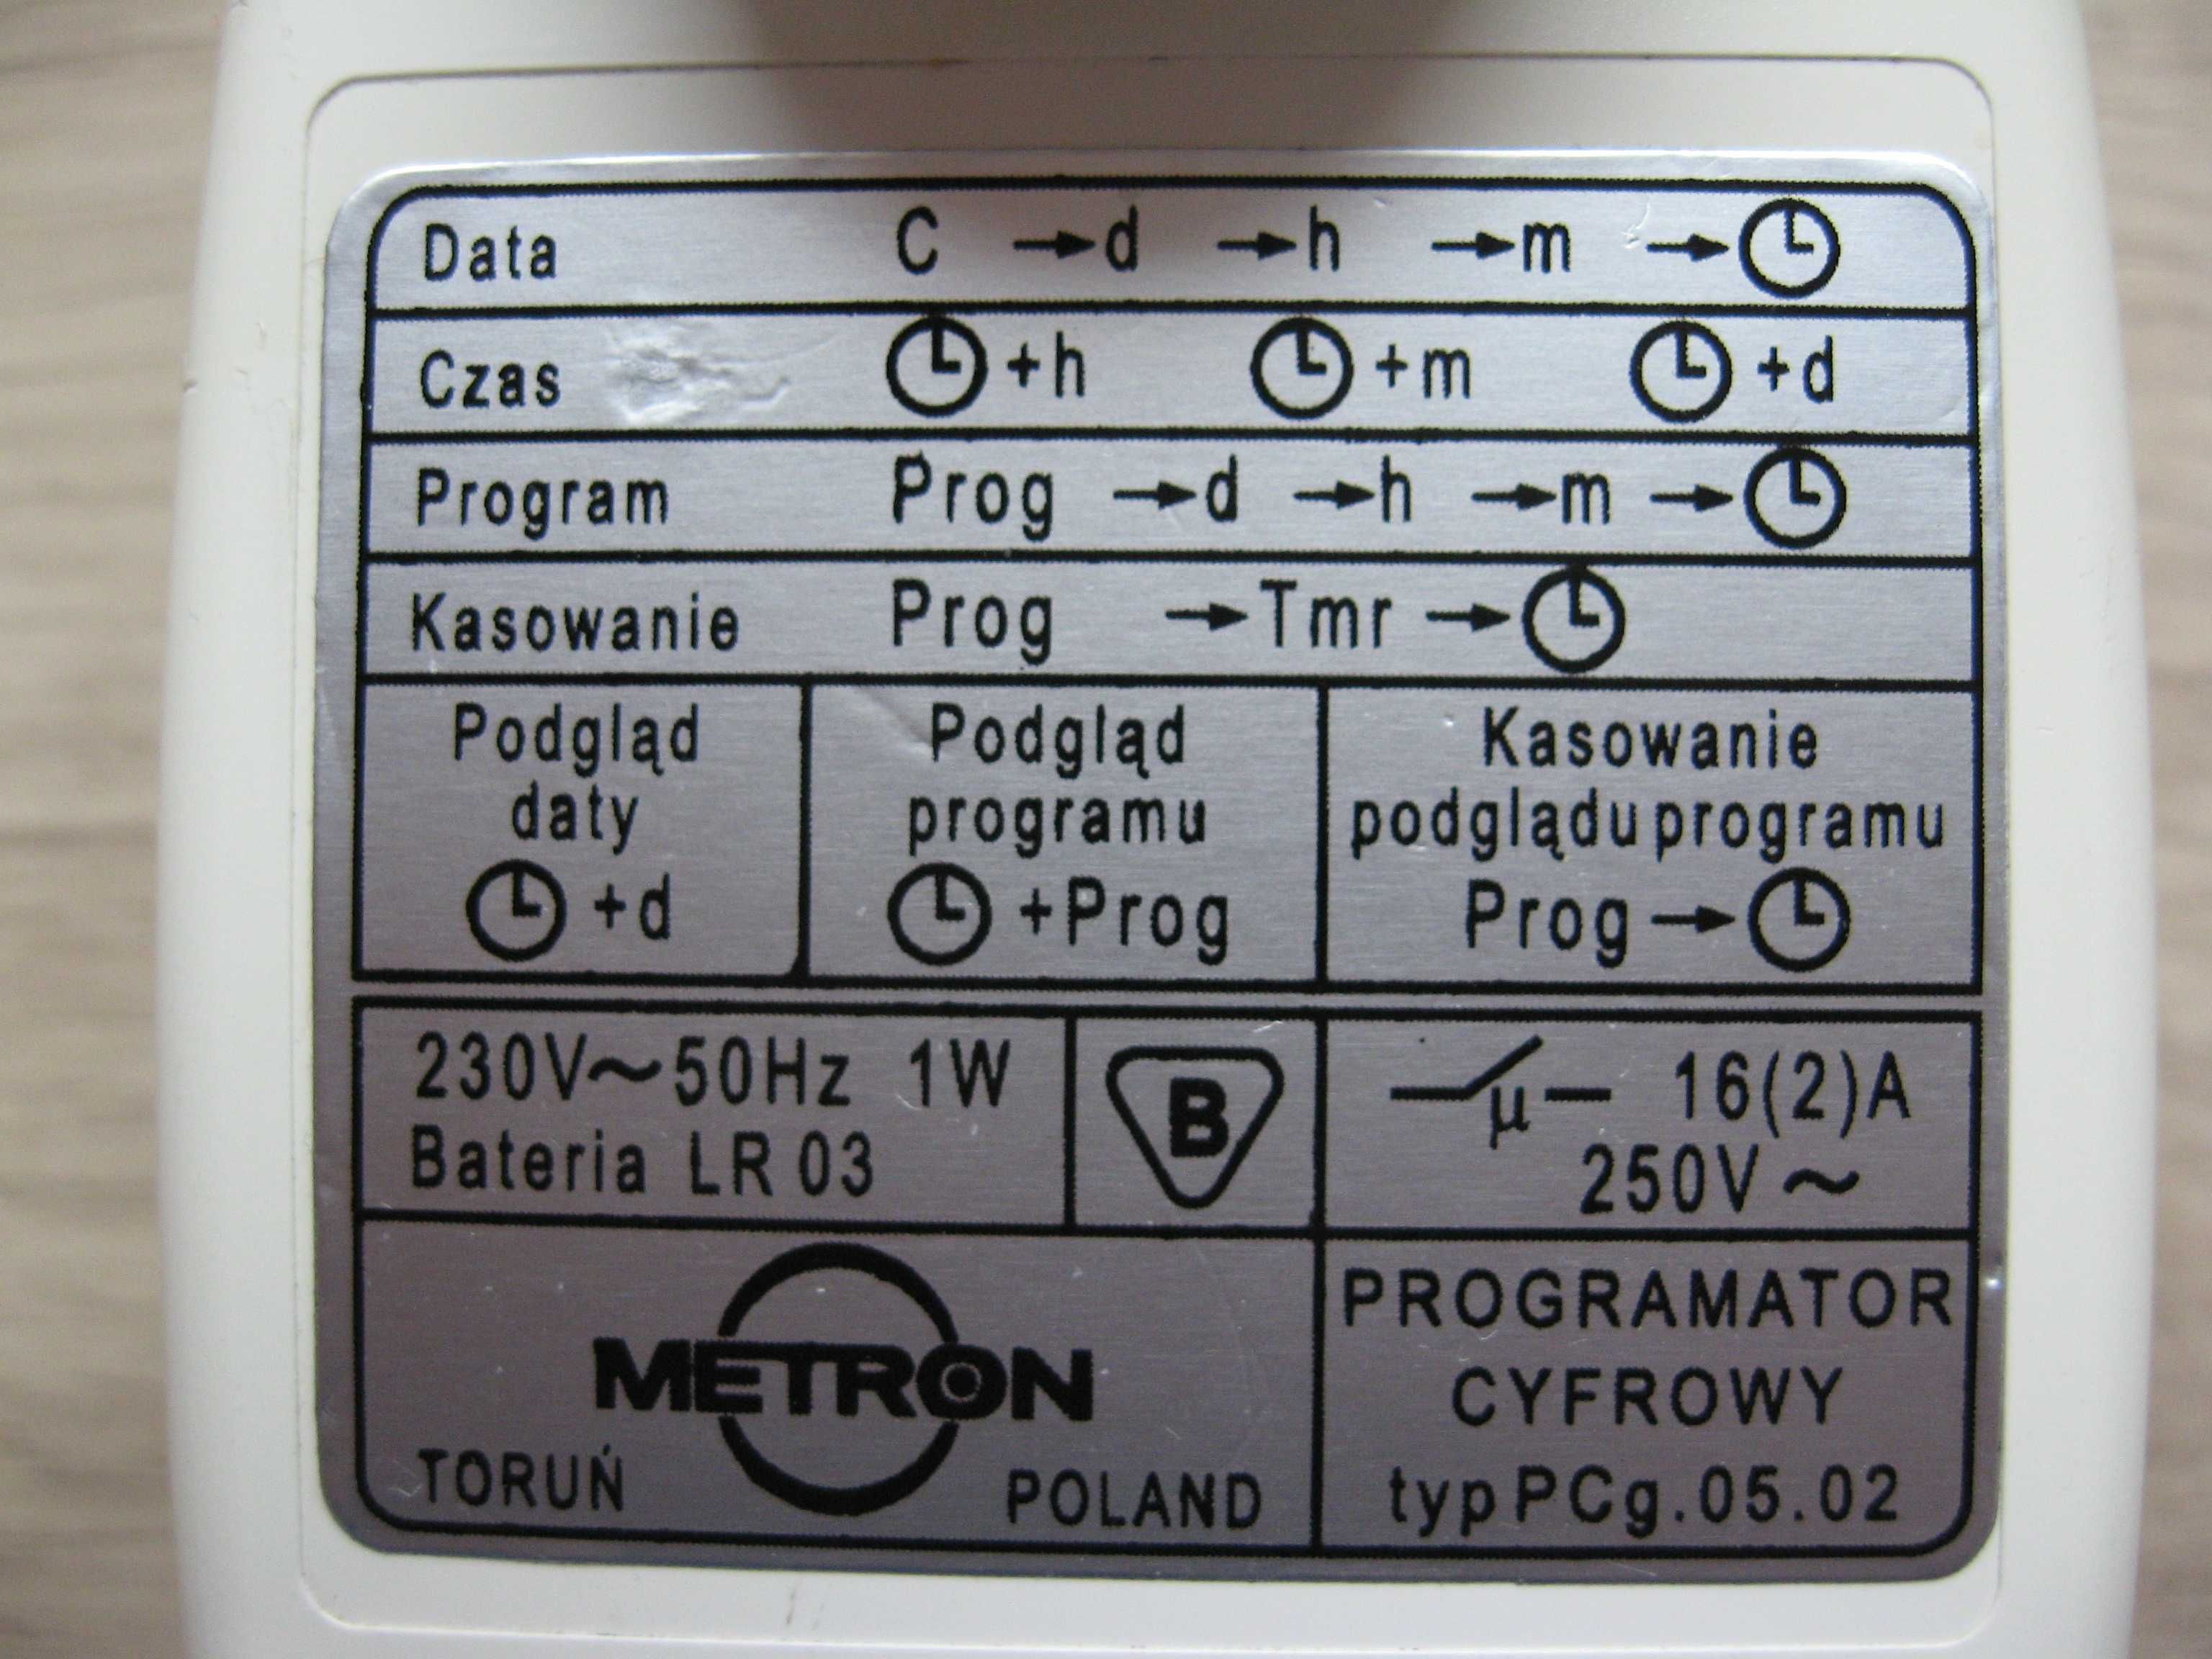 Data C →d →h →m →
Czas +h +m +d
Program Prog →d →h →m →
Kasowanie Prog →Tmr →
Podgląd
daty
+d
Podgląd
programu
+Prog
Kasowanie
podglądu programu
Prog→
230V~50Hz 1W
Bateria LR 03
B
µ 16(2)A
250V~
METRON
TORUŃ POLAND
PROGRAMATOR
CYFROWY
typ PCg.05.02